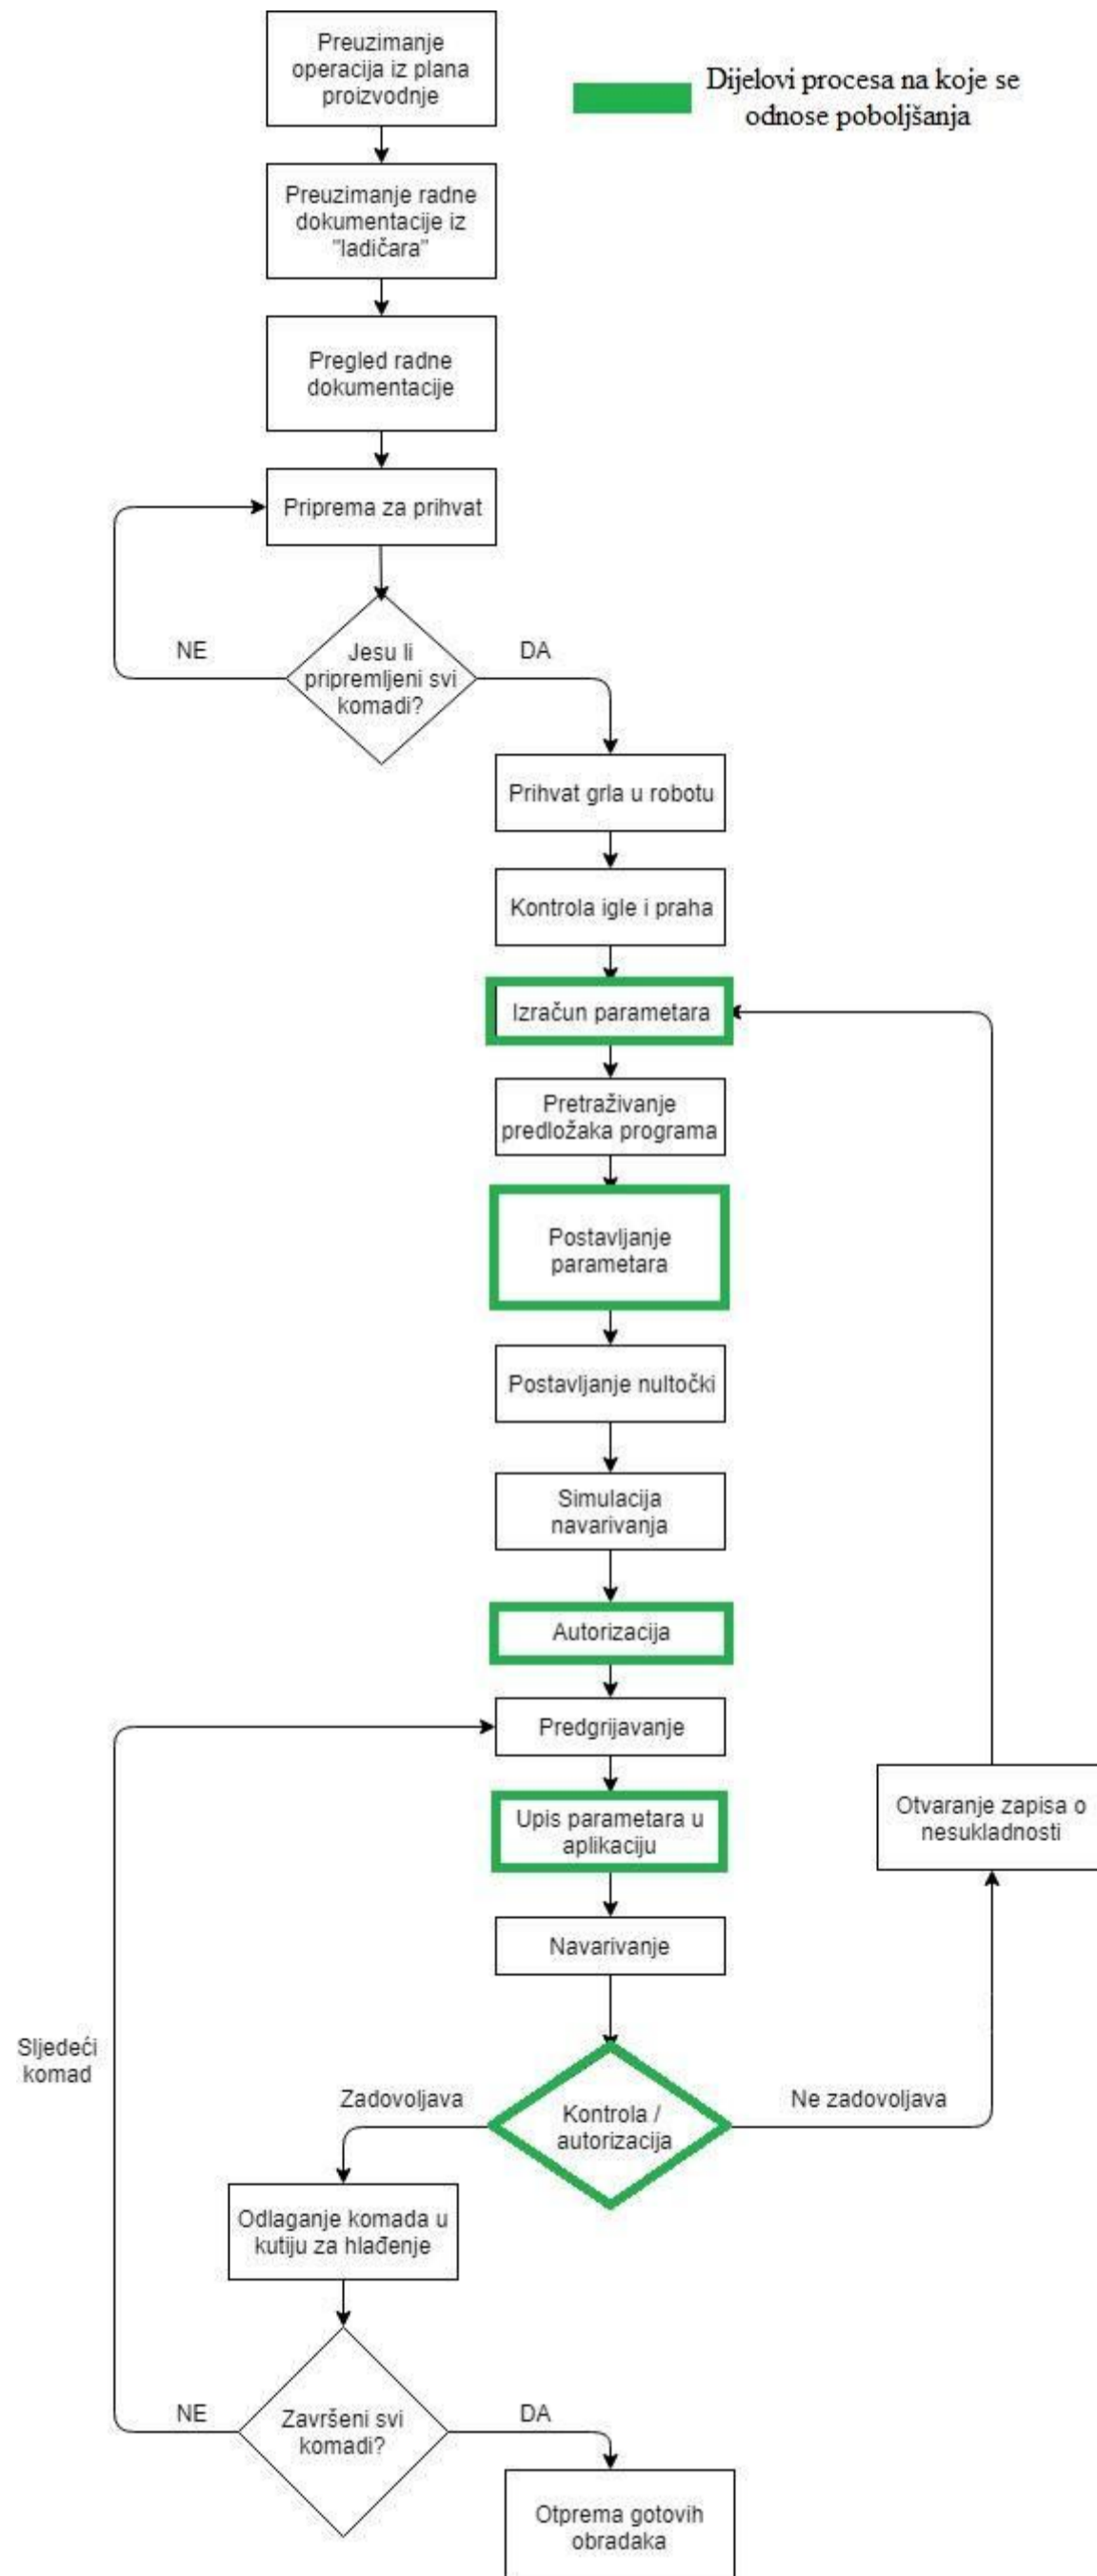 Preuzimanje
operacija iz plana
proizvodnje
Dijelovi procesa na koje se
odnose poboljšanja
Preuzimanje radne
dokumentacije iz
"ladičara"
Pregled radne
dokumentacije
Priprema za prihvat
NE
Jesu li
pripremljeni svi
komadi?
DA
Prihvat grla u robotu
Kontrola igle i praha
Izračun parametara
Pretraživanje
predložaka programa
Postavljanje
parametara
Postavljanje nultočki
Simulacija
navarivanja
Autorizacija
Predgrijavanje
Upis parametara u
aplikaciju
Otvaranje zapisa o
nesukladnosti
Navarivanje
Sljedeći
komad
Zadovoljava
Kontrola /
autorizacija
Ne zadovoljava
Odlaganje komada u
kutiju za hlađenje
NE
Završeni svi
komadi?
DA
Otprema gotovih
obradaka